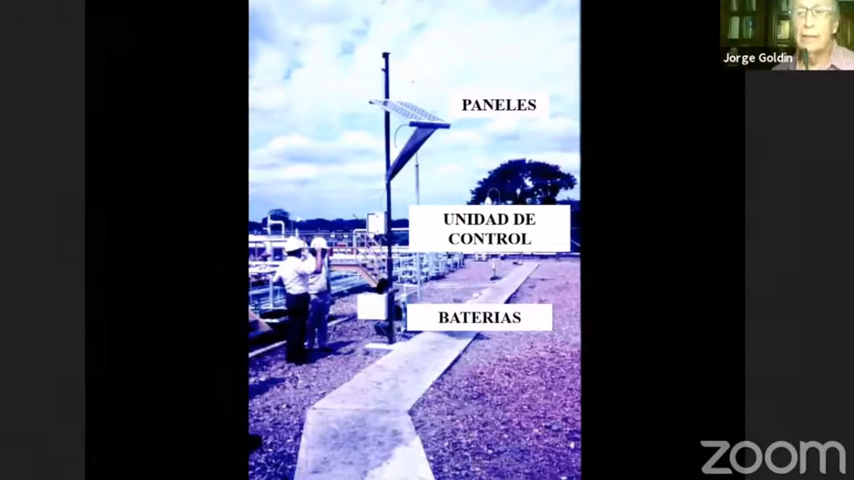 Jorge Goldin
PANELES
UNIDAD DE
CONTROL
BATERIAS
zoom